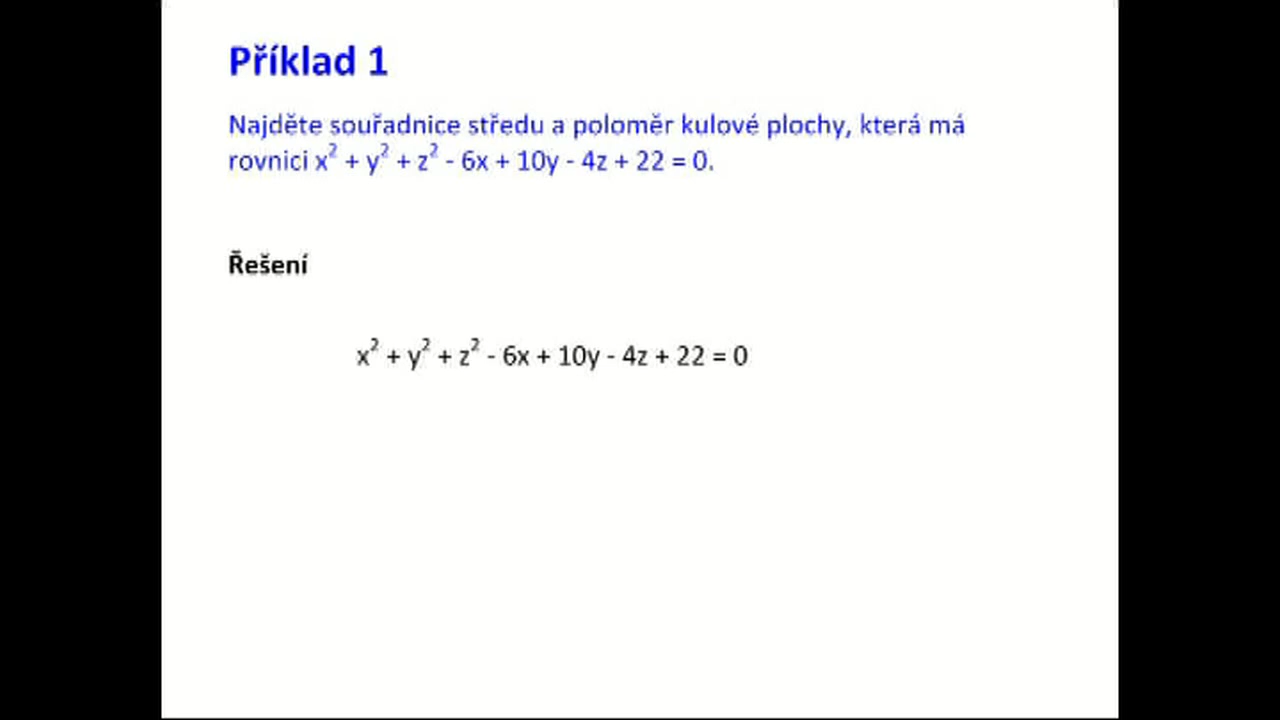 Příklad 1
Najděte souřadnice středu a poloměr kulové plochy, která má
rovnici x² + y² + z² - 6x + 10y - 4z + 22 = 0.
Řešení
x² + y² + z² - 6x + 10y - 4z + 22 = 0